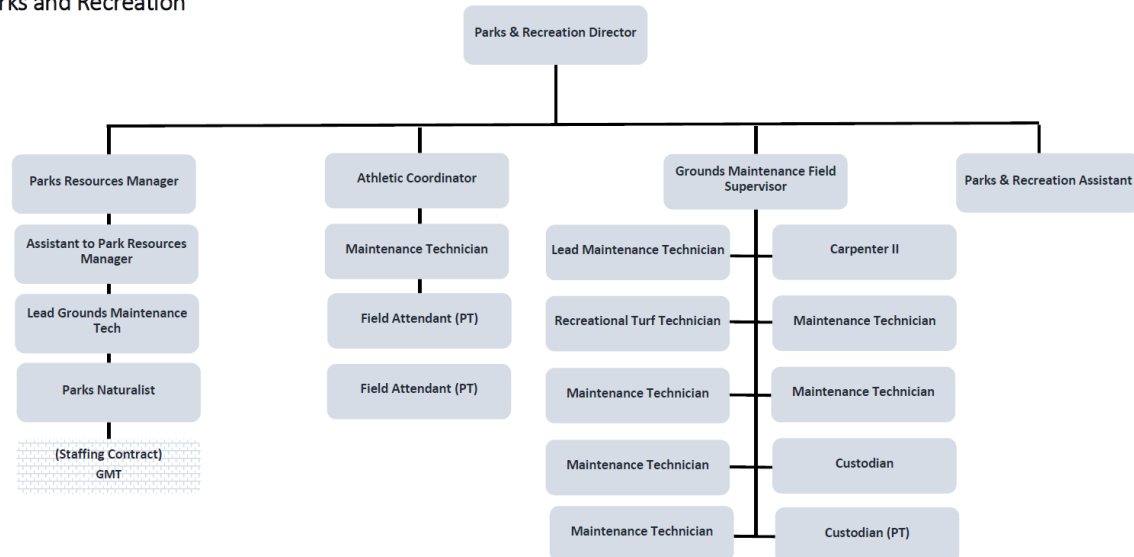 rks and Recreation
Parks & Recreation Director
Parks Resources Manager
Athletic Coordinator
Grounds Maintenance Field
Supervisor
Parks & Recreation Assistant
Assistant to Park Resources
Manager
Maintenance Technician
Lead Maintenance Technician
Carpenter II
Lead Grounds Maintenance
Tech
Field Attendant (PT)
Recreational Turf Technician
Maintenance Technician
Parks Naturalist
Field Attendant (PT)
Maintenance Technician
Maintenance Technician
(Staffing Contract)
GMT
Maintenance Technician
Custodian
Maintenance Technician
Custodian (PT)